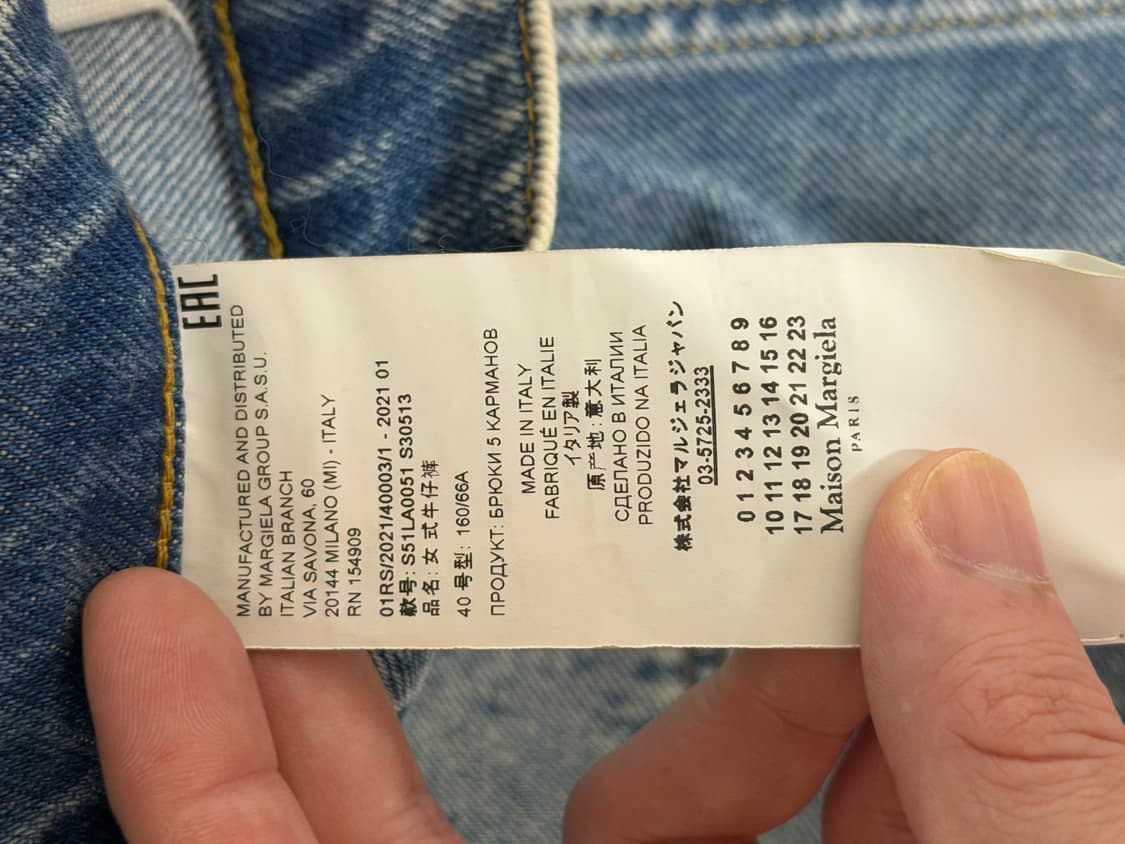 EAC
MANUFACTURED AND DISTRIBUTED
BY MARGIELA GROUP S.A.S.U.
ITALIAN BRANCH
VIA SAVONA, 60
20144 MILANO (MI) - ITALY
RN 154909
01RS/2021/40003/1 - 2021 01
款号: S51LA0051 S30513
品名: 女 式牛仔裤
40 号型: 160/66A
ПРОДУКТ: БРЮКИ 5 КАРМАНОВ
MADE IN ITALY
FABRIQUÉ EN ITALIE
イタリア製
原产地:意大利
СДЕЛАНО В ИТАЛИИ
PRODUZIDO NA ITALIA
株式会社マルジェラジャパン
03-5725-2333
0 1 2 3 4 5 6 7 8 9
10 11 12 13 14 15 16
17 18 19 20 21 22 23
Maison Margiela
PARIS